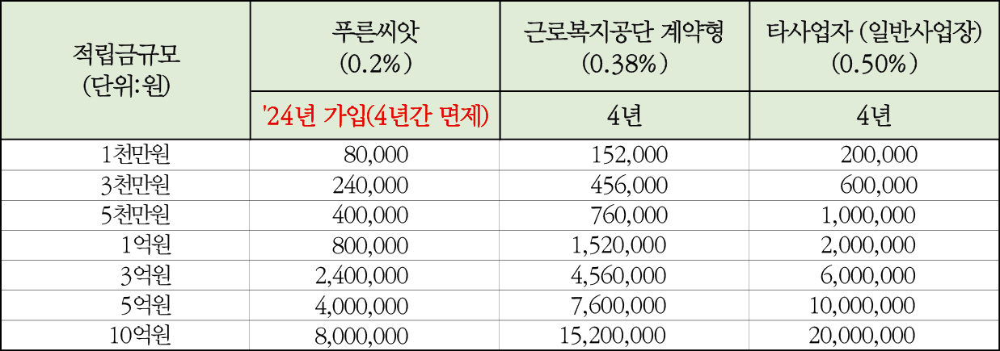 적립금규모
(단위:원)
푸른씨앗
(0.2%)
근로복지공단 계약형
(0.38%)
타사업자 (일반사업장)
(0.50%)
'24년 가입(4년간 면제)
4년
4년
1천만원 80,000 152,000 200,000
3천만원 240,000 456,000 600,000
5천만원 400,000 760,000 1,000,000
1억원 800,000 1,520,000 2,000,000
3억원 2,400,000 4,560,000 6,000,000
5억원 4,000,000 7,600,000 10,000,000
10억원 8,000,000 15,200,000 20,000,000